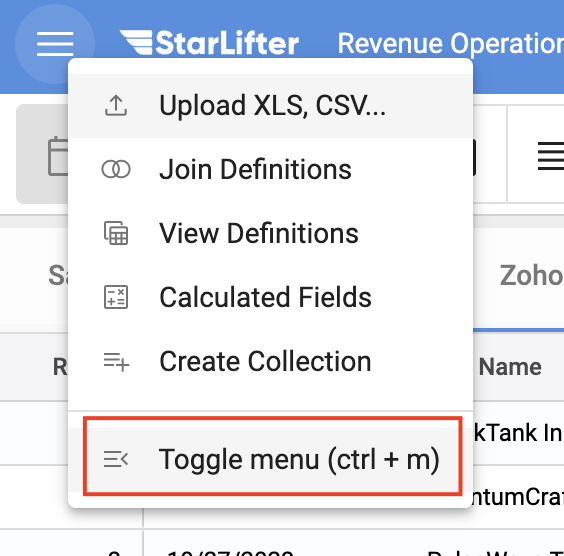 StarLifter
Revenue Operation
Upload XLS, CSV...
Join Definitions
View Definitions
Calculated Fields
Create Collection
Toggle menu (ctrl + m)
Zoho
Name
kTank In
ntumCraf